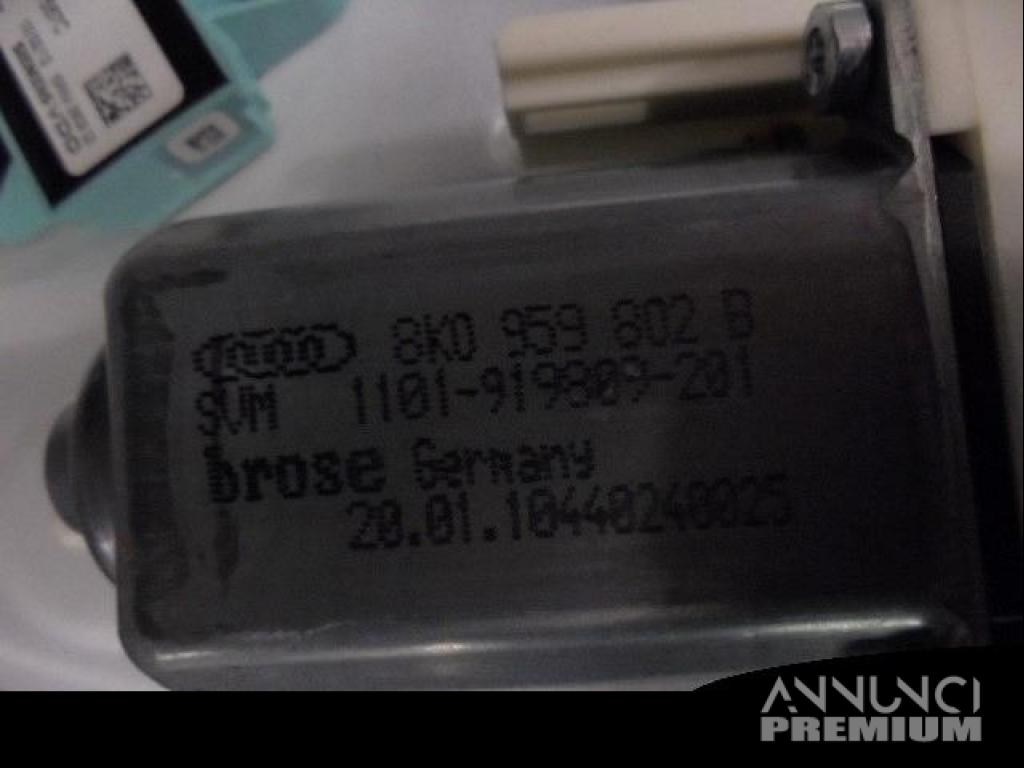 8K0 959 802 B
SVM 1101-919809-201
brose Germany
20.01.10440240025
ANNUNCI
PREMIUM